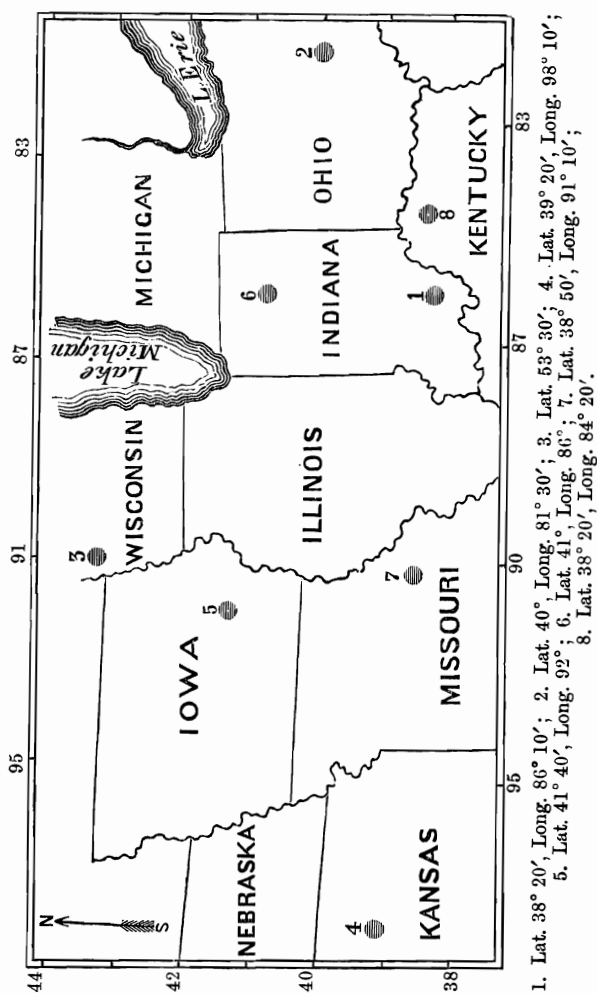 95 91 87 83
44
N
S
3
WISCONSIN
Lake
Michigan
MICHIGAN
L Erie
42
IOWA
5
NEBRASKA
6
2
40
ILLINOIS
INDIANA
OHIO
4
7
1
8
38
KANSAS
MISSOURI
KENTUCKY
95 90 87 83
1. Lat. 38° 20′, Long. 86° 10′; 2. Lat. 40°, Long. 81° 30′; 3. Lat. 53° 30′; 4. Lat. 39° 20′, Long. 98° 10′;
5. Lat. 41° 40′, Long. 92°; 6. Lat. 41°, Long. 86°; 7. Lat. 38° 50′, Long. 91° 10′;
8. Lat. 38° 20′, Long. 84° 20′.